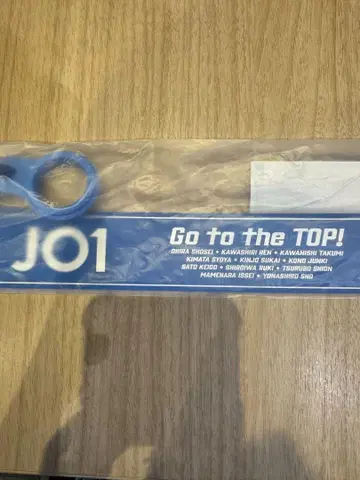 JO1
Go to the TOP!
OHIRA SHOSEI • KAWASHIRI REN • KAWANISHI TAKUMI
KIMATA SYOYA • KINJO SUKAI • KONO JUNKI
SATO KEIGO • SHIROIWA RUKI • TSURUBO SHION
MAMEHARA ISSEI • YONASHIRO SHO